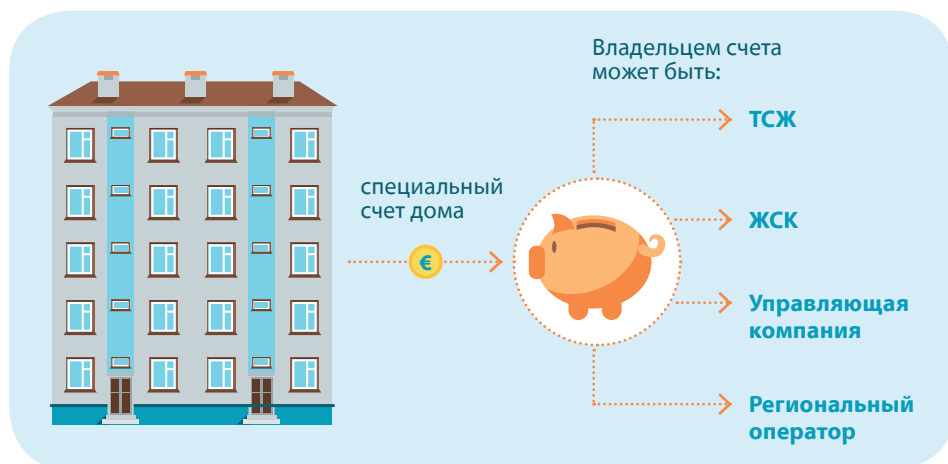 Владельцем счета
может быть:
ТСЖ
специальный
счет дома
€
ЖСК
Управляющая
компания
Региональный
оператор